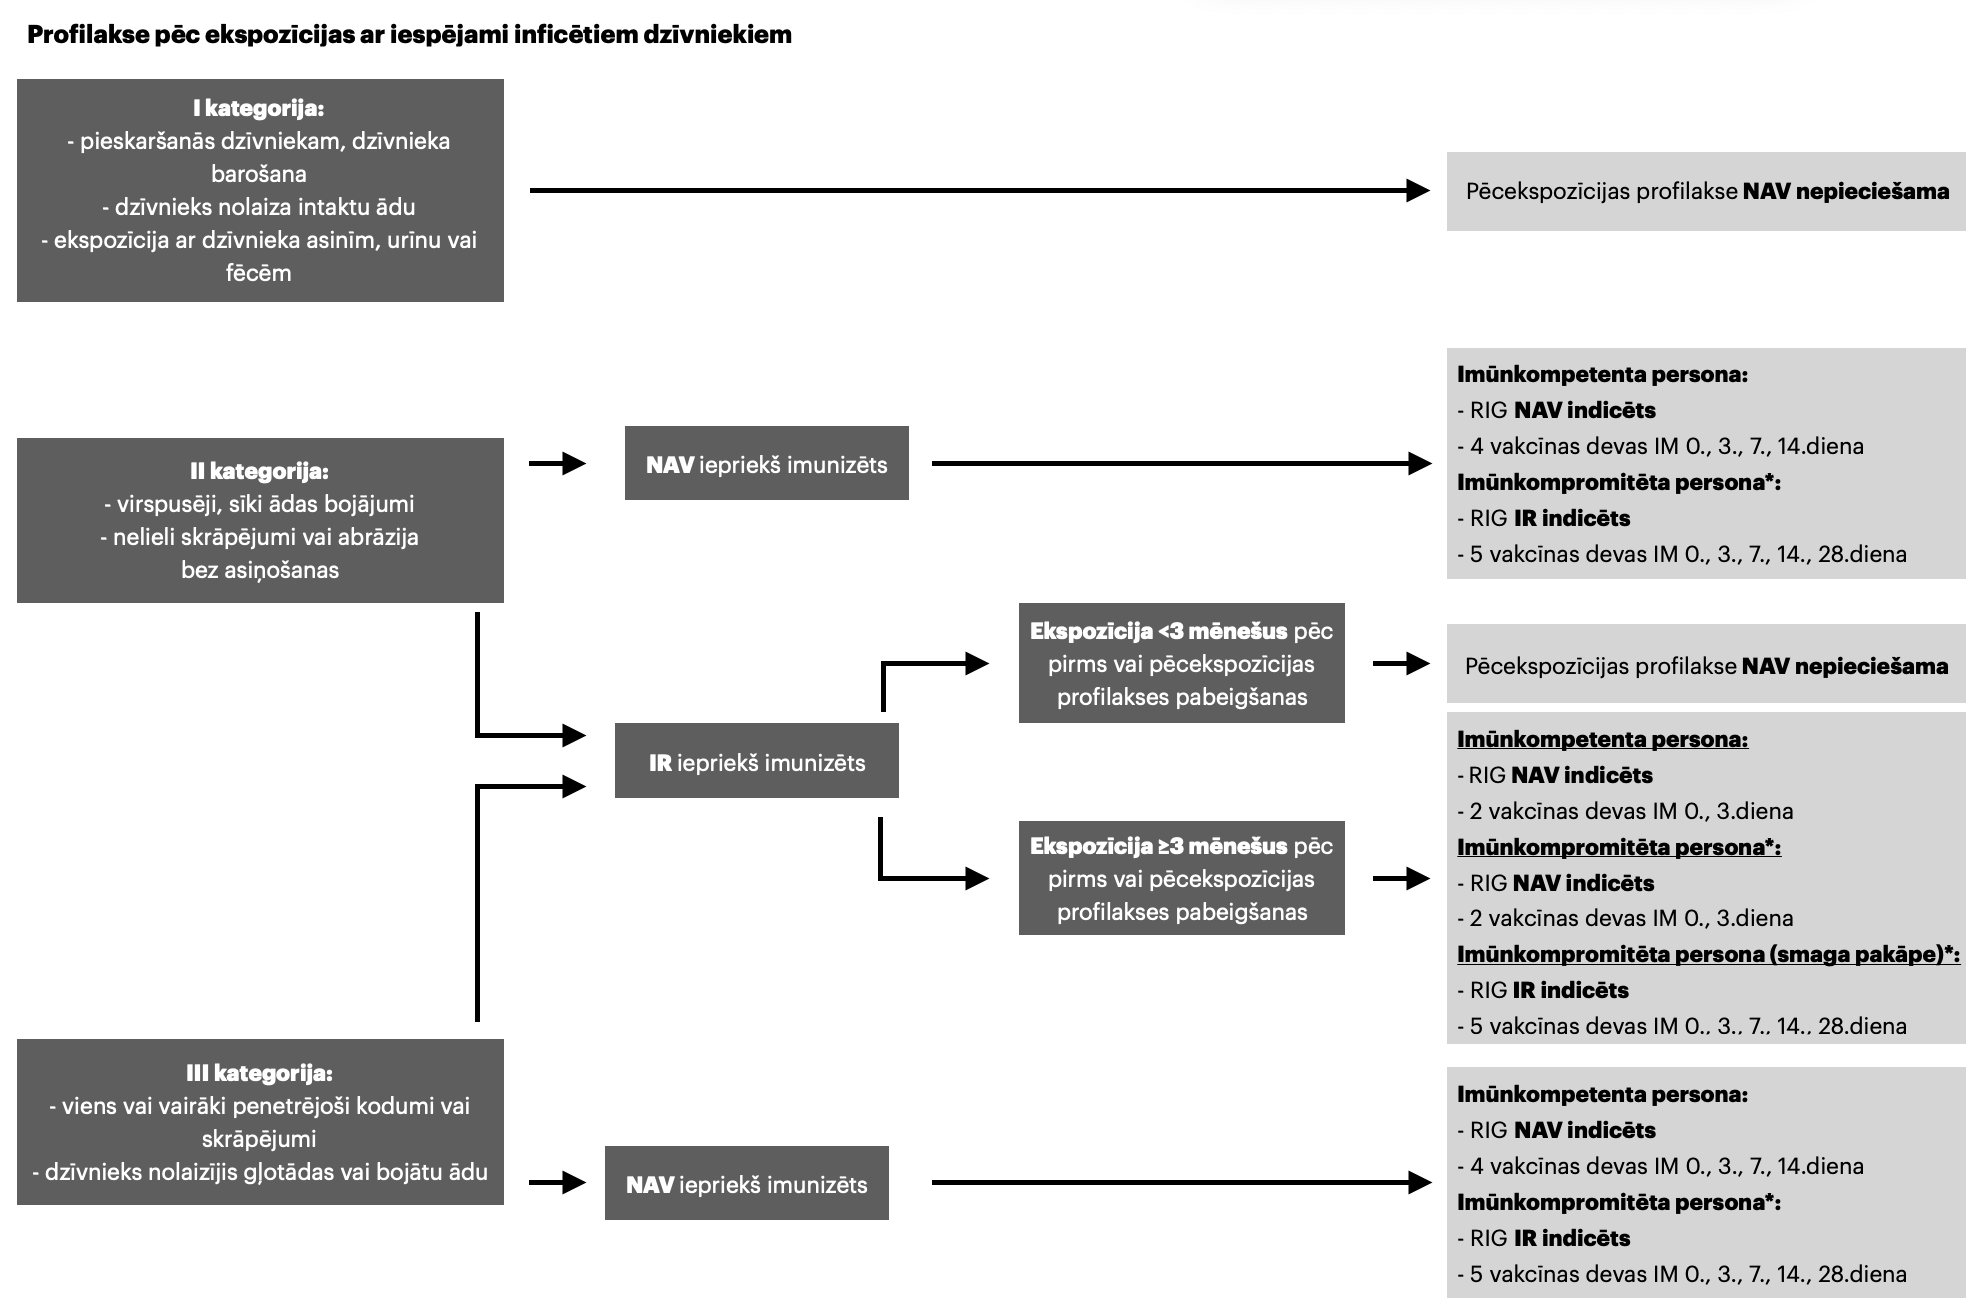 Profilakse pēc ekspozīcijas ar iespējami inficētiem dzīvniekiem
I kategorija:
- pieskaršanās dzīvniekam, dzīvnieka
barošana
- dzīvnieks nolaiza intaktu ādu
- ekspozīcija ar dzīvnieka asinīm, urīnu vai
fēcēm
Pēcekspozīcijas profilakse NAV nepieciešama
II kategorija:
- virspusēji, sīki ādas bojājumi
- nelieli skrāpējumi vai abrāzija
bez asiņošanas
NAV iepriekš imunizēts
Imūnkompetenta persona:
- RIG NAV indicēts
- 4 vakcīnas devas IM 0., 3., 7., 14.diena
Imūnkompromitēta persona*:
- RIG IR indicēts
- 5 vakcīnas devas IM 0., 3., 7., 14., 28.diena
IR iepriekš imunizēts
Ekspozīcija <3 mēnešus pēc
pirms vai pēcekspozīcijas
profilakses pabeigšanas
Pēcekspozīcijas profilakse NAV nepieciešama
Ekspozīcija ≥3 mēnešus pēc
pirms vai pēcekspozīcijas
profilakses pabeigšanas
Imūnkompetenta persona:
- RIG NAV indicēts
- 2 vakcīnas devas IM 0., 3.diena
Imūnkompromitēta persona*:
- RIG NAV indicēts
- 2 vakcīnas devas IM 0., 3.diena
Imūnkompromitēta persona (smaga pakāpe)*:
- RIG IR indicēts
- 5 vakcīnas devas IM 0., 3., 7., 14., 28.diena
III kategorija:
- viens vai vairāki penetrējoši kodumi vai
skrāpējumi
- dzīvnieks nolaizījis gļotādas vai bojātu ādu
NAV iepriekš imunizēts
Imūnkompetenta persona:
- RIG NAV indicēts
- 4 vakcīnas devas IM 0., 3., 7., 14.diena
Imūnkompromitēta persona*:
- RIG IR indicēts
- 5 vakcīnas devas IM 0., 3., 7., 14., 28.diena